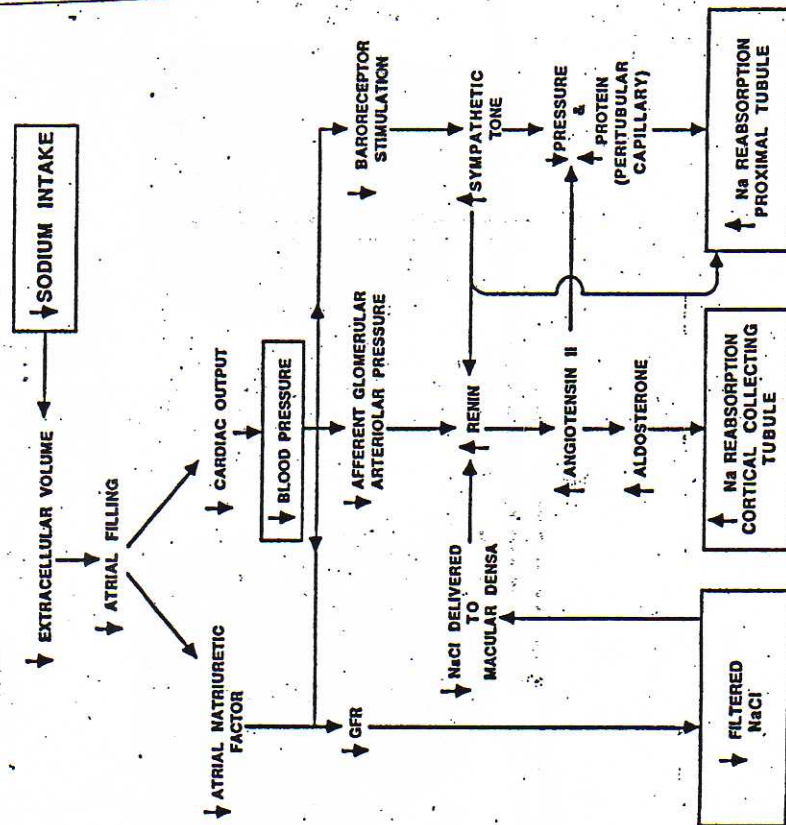 SODIUM INTAKE
EXTRACELLULAR VOLUME
ATRIAL FILLING
ATRIAL NATRIURETIC
FACTOR
CARDIAC OUTPUT
BLOOD PRESSURE
GFR
AFFERENT GLOMERULAR
ARTERIOLAR PRESSURE
BARORECEPTOR
STIMULATION
NaCl DELIVERED
TO
MACULAR DENSA
RENIN
SYMPATHETIC
TONE
ANGIOTENSIN II
PRESSURE
&
PROTEIN
(PERITUBULAR
CAPILLARY)
ALDOSTERONE
FILTERED
NaCl
Na REABSORPTION
CORTICAL COLLECTING
TUBULE
Na REABSORPTION
PROXIMAL TUBULE